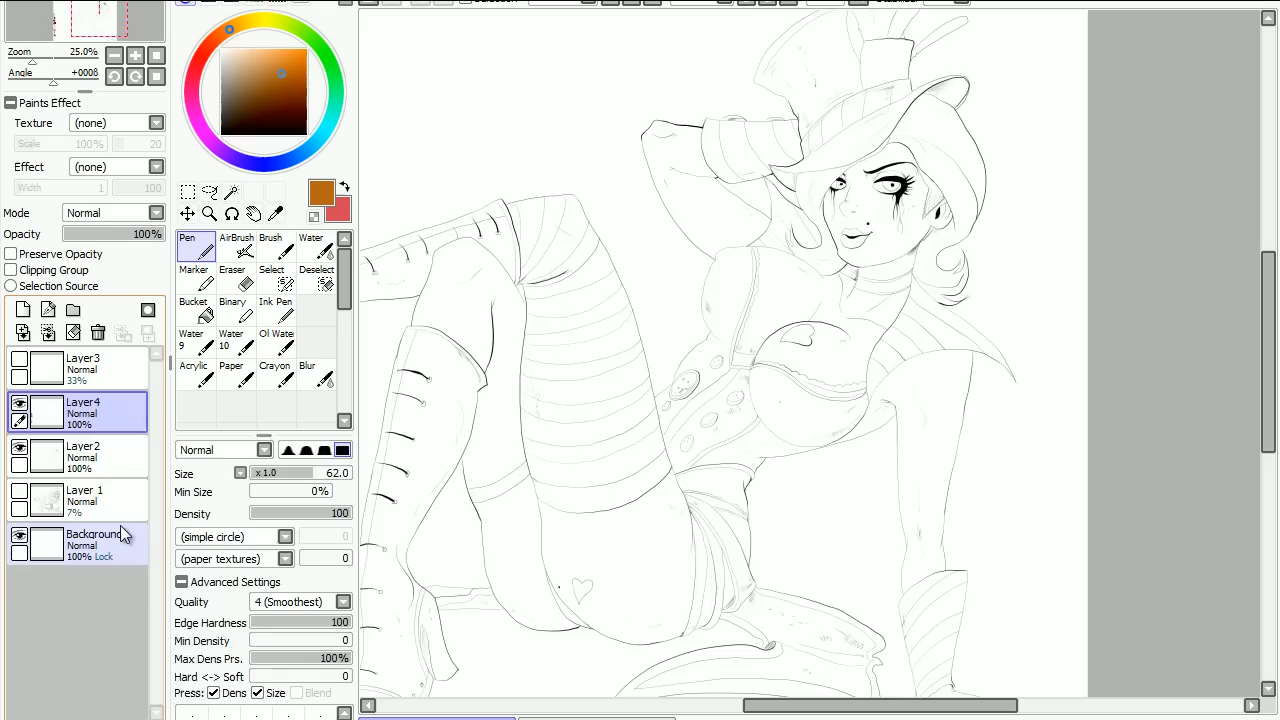 Zoom 25.0%
Angle +000ß
Paints Effect
Texture (none)
Scale 100% 20
Effect (none)
Width 1 100
Mode Normal
Opacity 100%
Preserve Opacity
Clipping Group
Selection Source
Layer3
Normal
33%
Layer4
Normal
100%
Layer2
Normal
100%
Layer 1
Normal
7%
Background
Normal
100% Lock
Pen AirBrush Brush Water
Marker Eraser Select Deselect
Bucket Binary Ink Pen
Water Water Oil Wate
9 10
Acrylic Paper Crayon Blur
Normal
Size x 1.0 62.0
Min Size 0%
Density 100
(simple circle) 0
(paper textures) 0
Advanced Settings
Quality 4 (Smoothest)
Edge Hardness 100
Min Density 0
Max Dens Prs. 100%
Hard <-> Soft 0
Press: Dens Size Blend